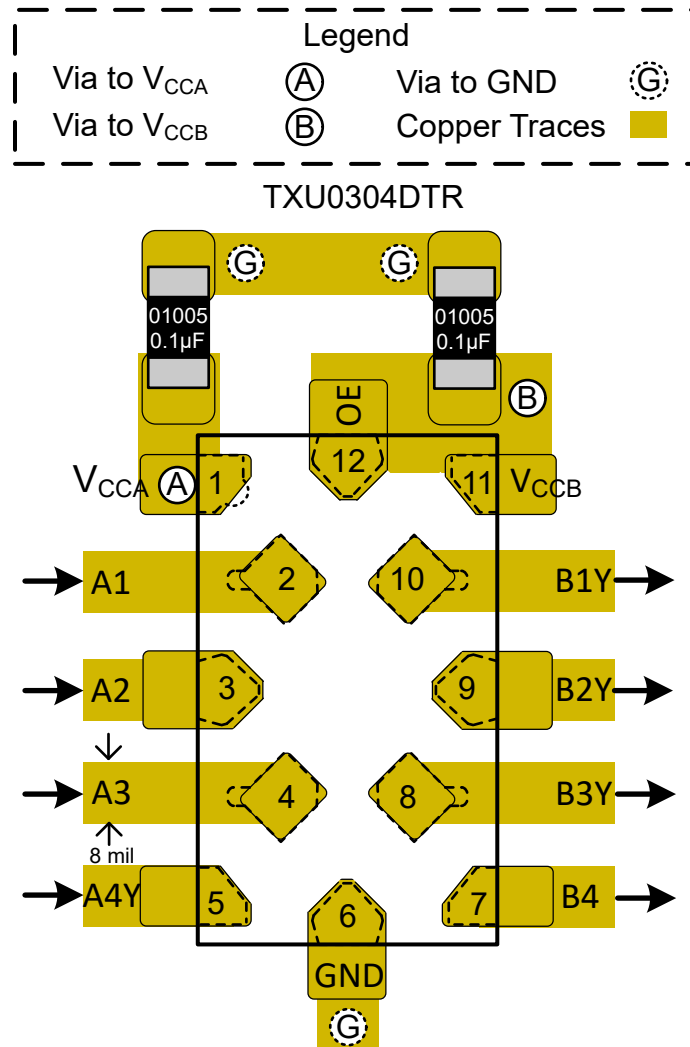 Legend
Via to VCCA A Via to GND G
Via to VCCB B Copper Traces
TXU0304DTR
G G
01005 01005
0.1µF 0.1µF
OE B
12
VCCA A 1 11 VCCB
A1 2 10 B1Y
A2 3 9 B2Y
A3 4 8 B3Y
8 mil
A4Y 5 7 B4
6
GND
G